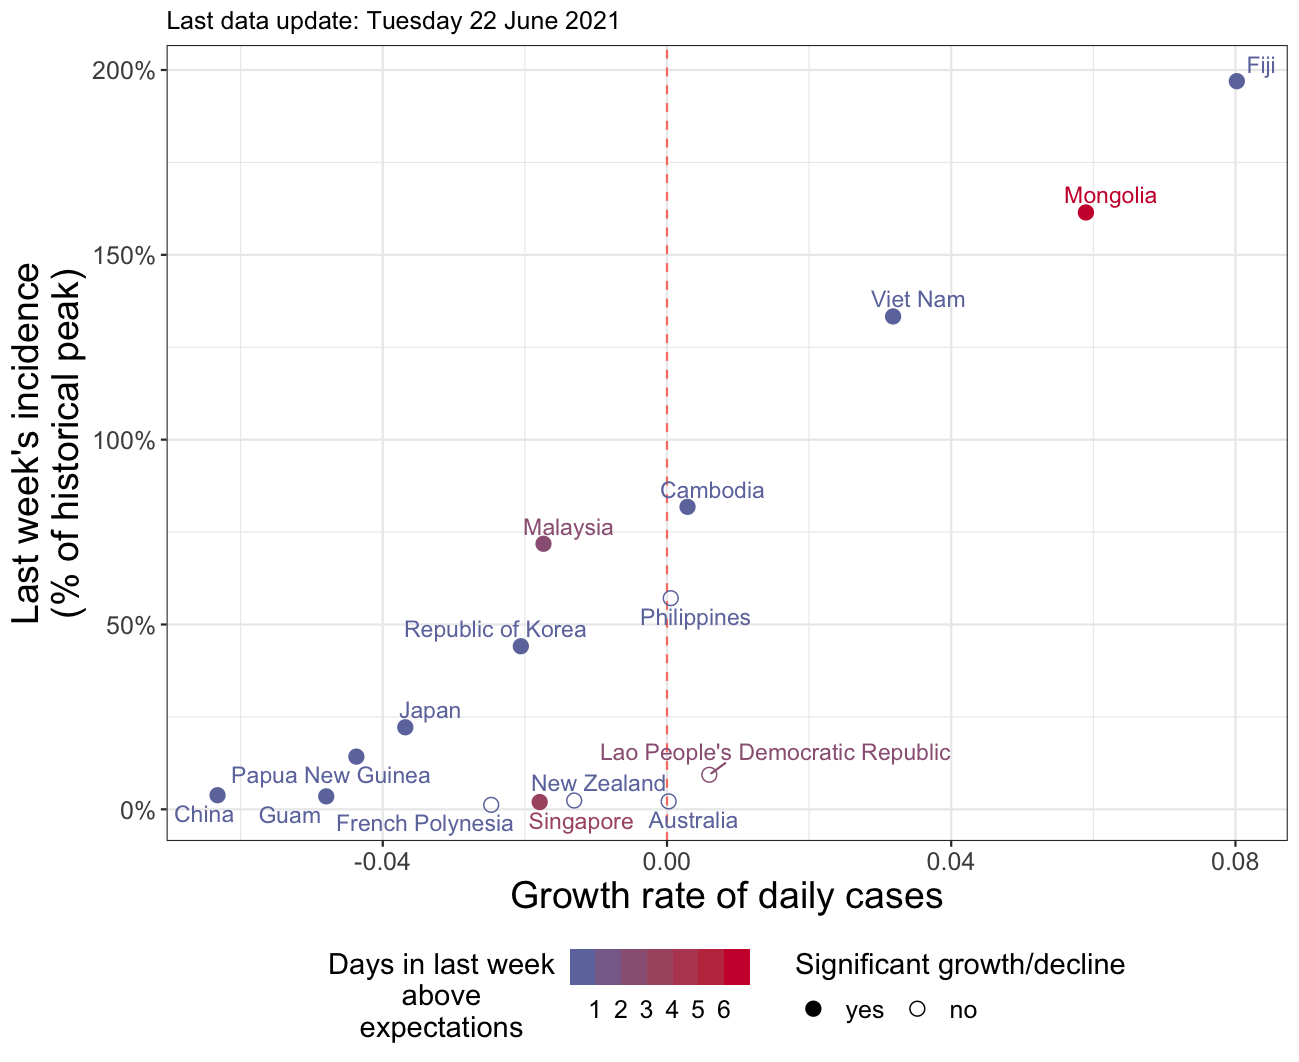 Last data update: Tuesday 22 June 2021
Last week's incidence
(% of historical peak)
200%
150%
100%
50%
0%
Fiji
Mongolia
Viet Nam
Cambodia
Malaysia
Philippines
Republic of Korea
Japan
Lao People's Democratic Republic
Papua New Guinea
New Zealand
China
Guam
French Polynesia
Singapore
Australia
-0.04 0.00 0.04 0.08
Growth rate of daily cases
Days in last week
above
expectations
1 2 3 4 5 6
Significant growth/decline
yes no